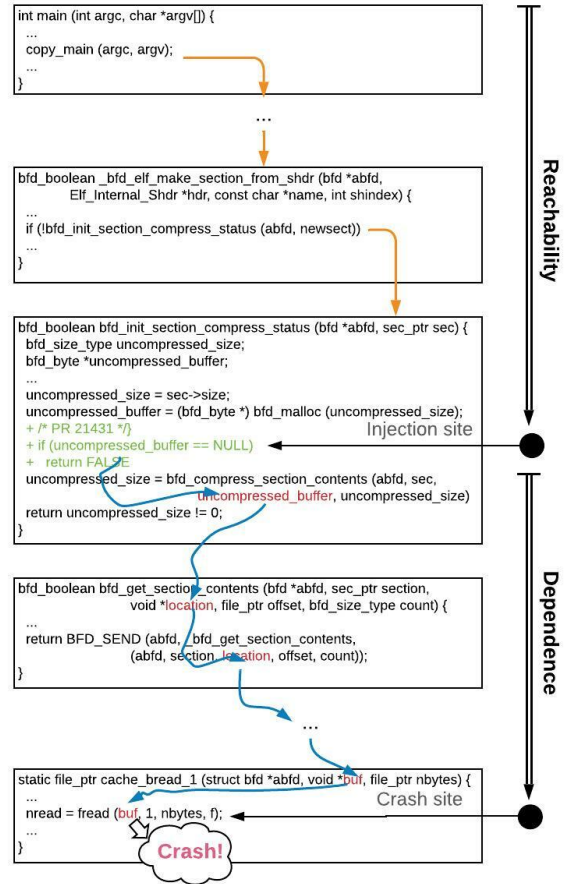 int main (int argc, char *argv[]) {
...
copy_main (argc, argv);
...
}
...
bfd_boolean _bfd_elf_make_section_from_shdr (bfd *abfd,
Elf_Internal_Shdr *hdr, const char *name, int shindex) {
...
if (!bfd_init_section_compress_status (abfd, newsect))
...
}
Reachability
bfd_boolean bfd_init_section_compress_status (bfd *abfd, sec_ptr sec) {
bfd_size_type uncompressed_size;
bfd_byte *uncompressed_buffer;
...
uncompressed_size = sec->size;
uncompressed_buffer = (bfd_byte *) bfd_malloc (uncompressed_size);
+ /* PR 21431 */}
+ if (uncompressed_buffer == NULL)
+ return FALSE
Injection site
uncompressed_size = bfd_compress_section_contents (abfd, sec,
uncompressed_buffer, uncompressed_size)
return uncompressed_size != 0;
}
bfd_boolean bfd_get_section_contents (bfd *abfd, sec_ptr section,
void *location, file_ptr offset, bfd_size_type count) {
...
return BFD_SEND (abfd, _bfd_get_section_contents,
(abfd, section, location, offset, count));
}
Dependence
...
static file_ptr cache_bread_1 (struct bfd *abfd, void *buf, file_ptr nbytes) {
...
nread = fread (buf, 1, nbytes, f);
...
}
Crash site
Crash!